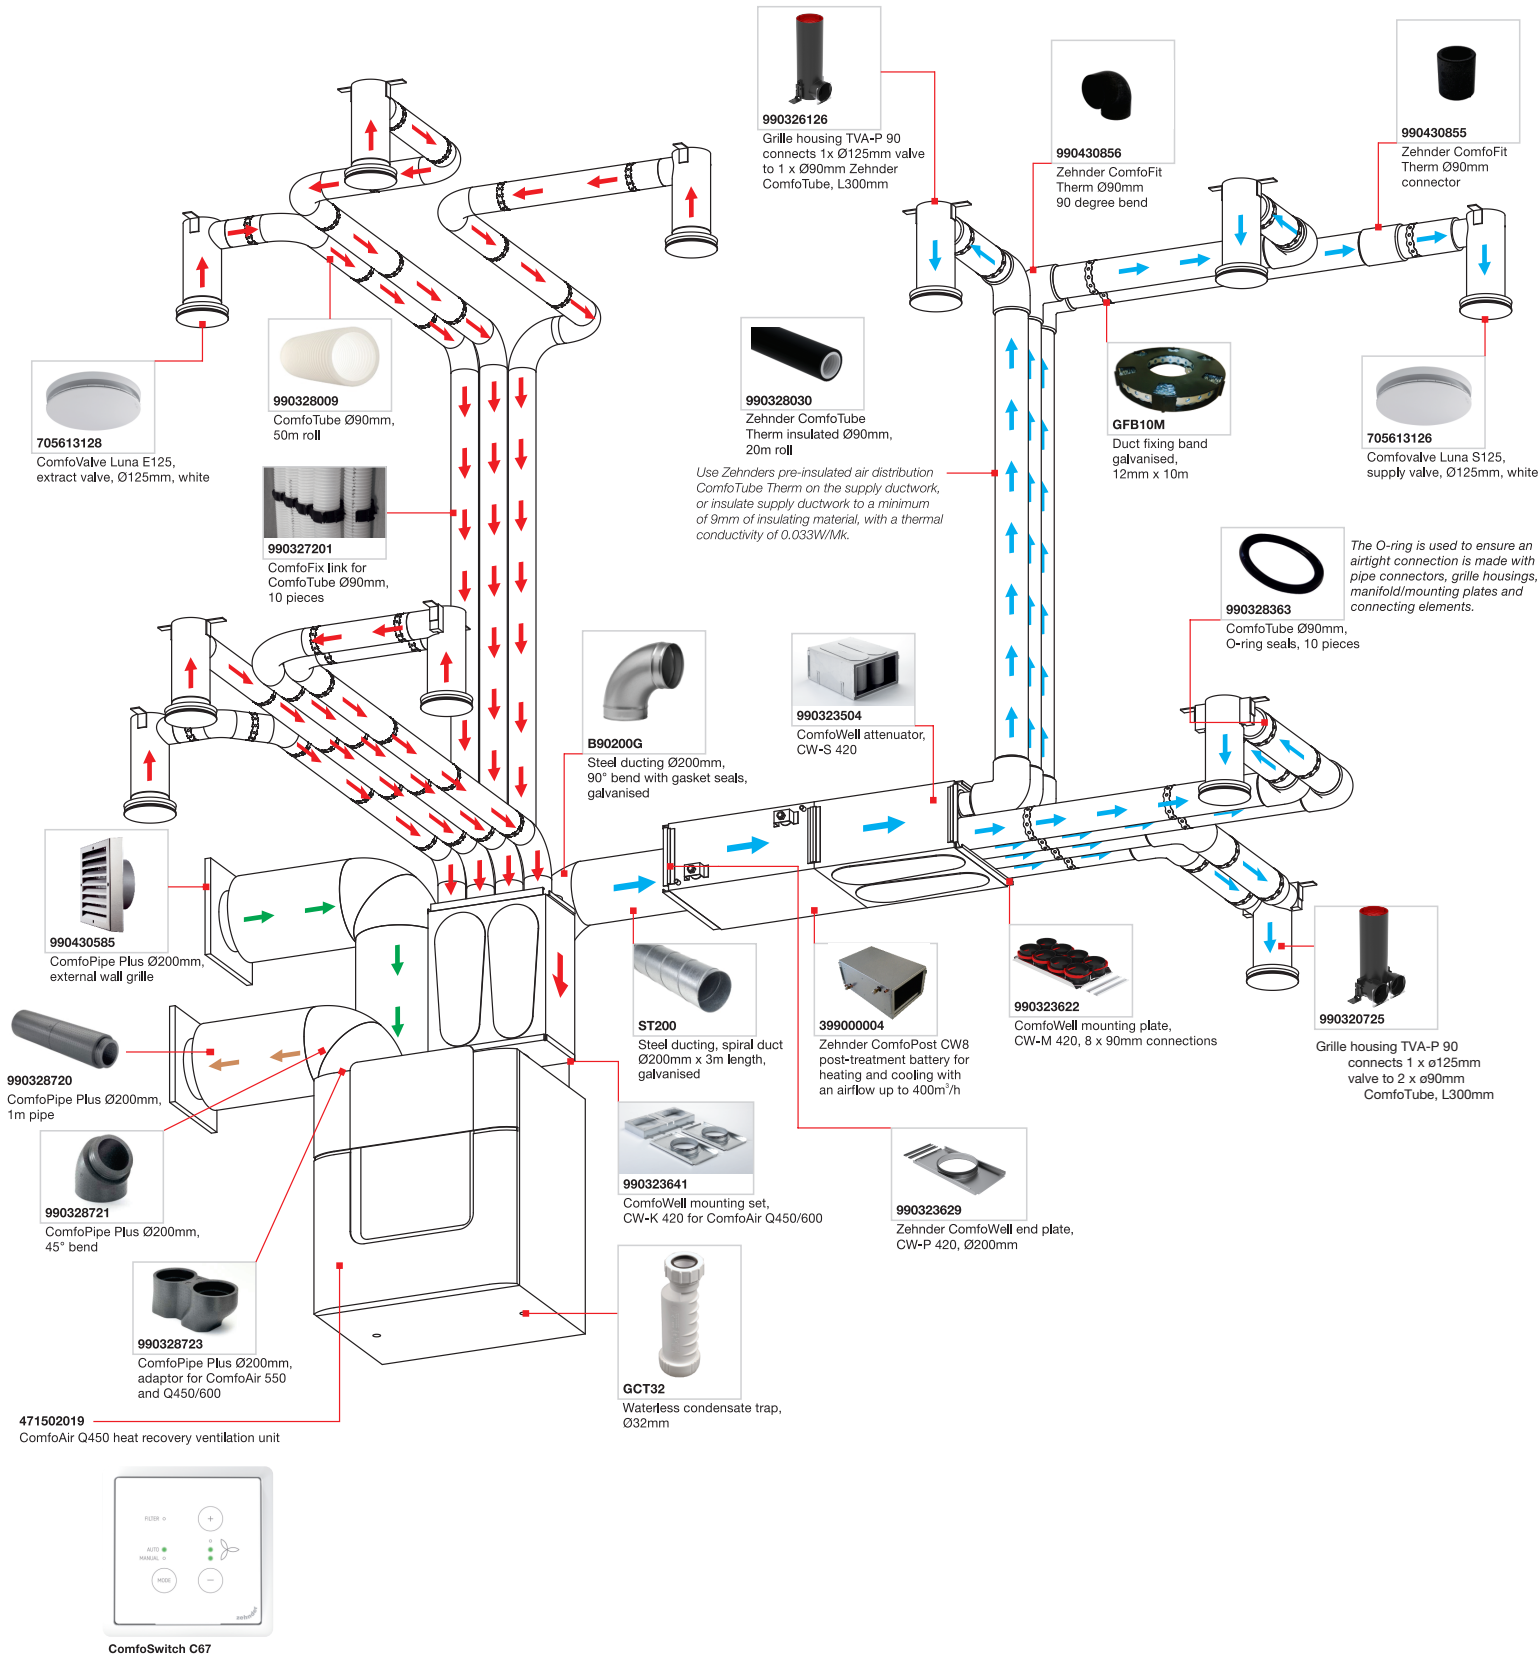 990326126
Grille housing TVA-P 90
connects 1x Ø125mm valve
to 1 x Ø90mm Zehnder
ComfoTube, L300mm
990430856
Zehnder ComfoFit
Therm Ø90mm
90 degree bend
990430855
Zehnder ComfoFit
Therm Ø90mm
connector
705613128
ComfoValve Luna E125,
extract valve, Ø125mm, white
990328009
ComfoTube Ø90mm,
50m roll
990328030
Zehnder ComfoTube
Therm insulated Ø90mm,
20m roll
Use Zehnders pre-insulated air distribution
ComfoTube Therm on the supply ductwork,
or insulate supply ductwork to a minimum
of 9mm of insulating material, with a thermal
conductivity of 0.033W/Mk.
GFB10M
Duct fixing band
galvanised,
12mm x 10m
705613126
Comfovalve Luna S125,
supply valve, Ø125mm, white
990327201
ComfoFix link for
ComfoTube Ø90mm,
10 pieces
990328363
ComfoTube Ø90mm,
O-ring seals, 10 pieces
The O-ring is used to ensure an
airtight connection is made with
pipe connectors, grille housings,
manifold/mounting plates and
connecting elements.
B90200G
Steel ducting Ø200mm,
90° bend with gasket seals,
galvanised
990323504
ComfoWell attenuator,
CW-S 420
990430585
ComfoPipe Plus Ø200mm,
external wall grille
ST200
Steel ducting, spiral duct
Ø200mm x 3m length,
galvanised
399000004
Zehnder ComfoPost CW8
post-treatment battery for
heating and cooling with
an airflow up to 400m³/h
990323622
ComfoWell mounting plate,
CW-M 420, 8 x 90mm connections
990320725
Grille housing TVA-P 90
connects 1 x ø125mm
valve to 2 x ø90mm
ComfoTube, L300mm
990328720
ComfoPipe Plus Ø200mm,
1m pipe
990328721
ComfoPipe Plus Ø200mm,
45° bend
990323641
ComfoWell mounting set,
CW-K 420 for ComfoAir Q450/600
990323629
Zehnder ComfoWell end plate,
CW-P 420, Ø200mm
990328723
ComfoPipe Plus Ø200mm,
adaptor for ComfoAir 550
and Q450/600
GCT32
Waterless condensate trap,
Ø32mm
471502019
ComfoAir Q450 heat recovery ventilation unit
FILTER
+
AUTO
MANUAL
MODE
−
zehnder
ComfoSwitch C67